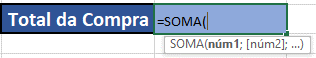 Total da Compra =SOMA(
SOMA(núm1; [núm2]; ...)